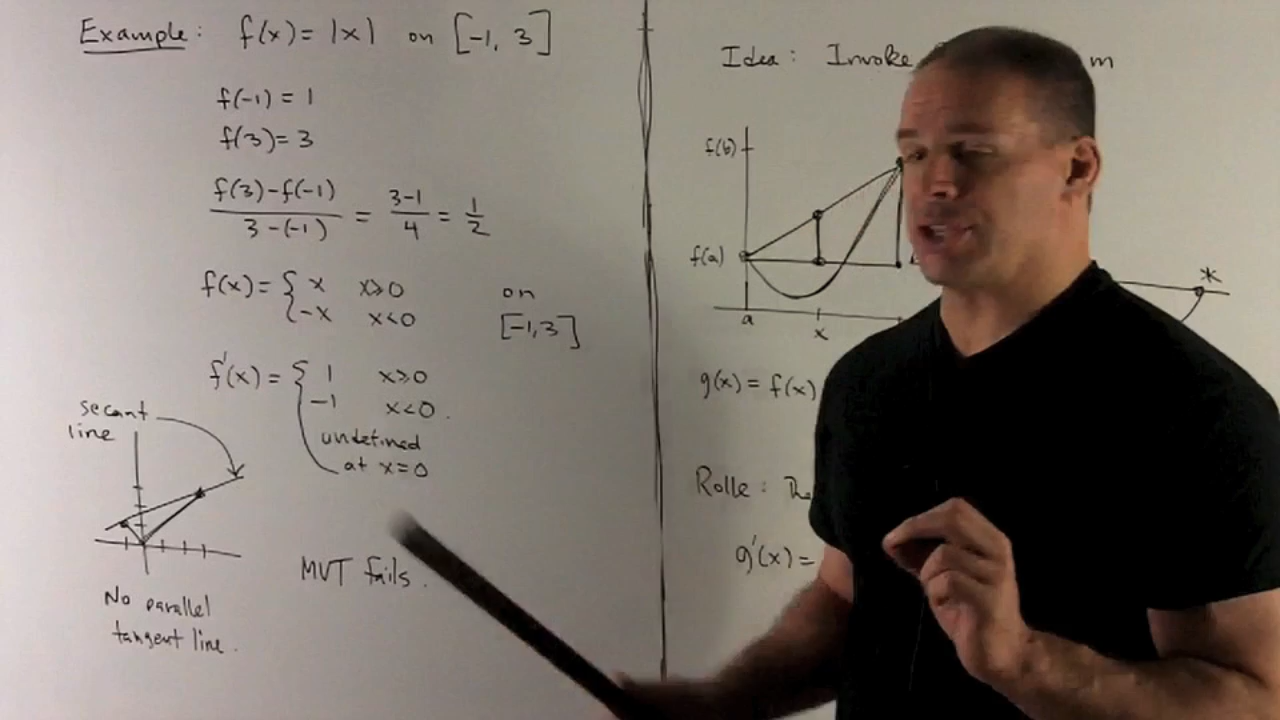 Example: f(x) = |x| on [-1, 3]
f(-1) = 1
f(3) = 3
f(3)-f(-1) / 3-(-1) = 3-1 / 4 = 1/2
f(x) = { x x≥0
-x x<0
on
[-1,3]
f'(x) = { 1 x≥0
-1 x<0.
undefined
at x=0
secant
line
MVT fails.
No parallel
tangent line.
Idea: Invoke m
f(b)
f(a)
a
x
*
g(x) = f(x)
Rolle: The
g'(x) =